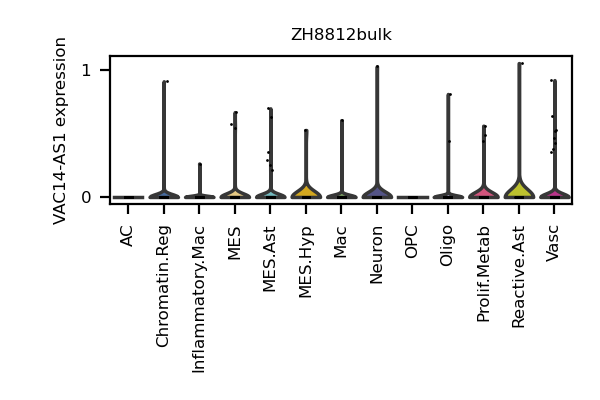 ZH8812bulk
VAC14-AS1 expression
1
0
AC
Chromatin.Reg
Inflammatory.Mac
MES
MES.Ast
MES.Hyp
Mac
Neuron
OPC
Oligo
Prolif.Metab
Reactive.Ast
Vasc